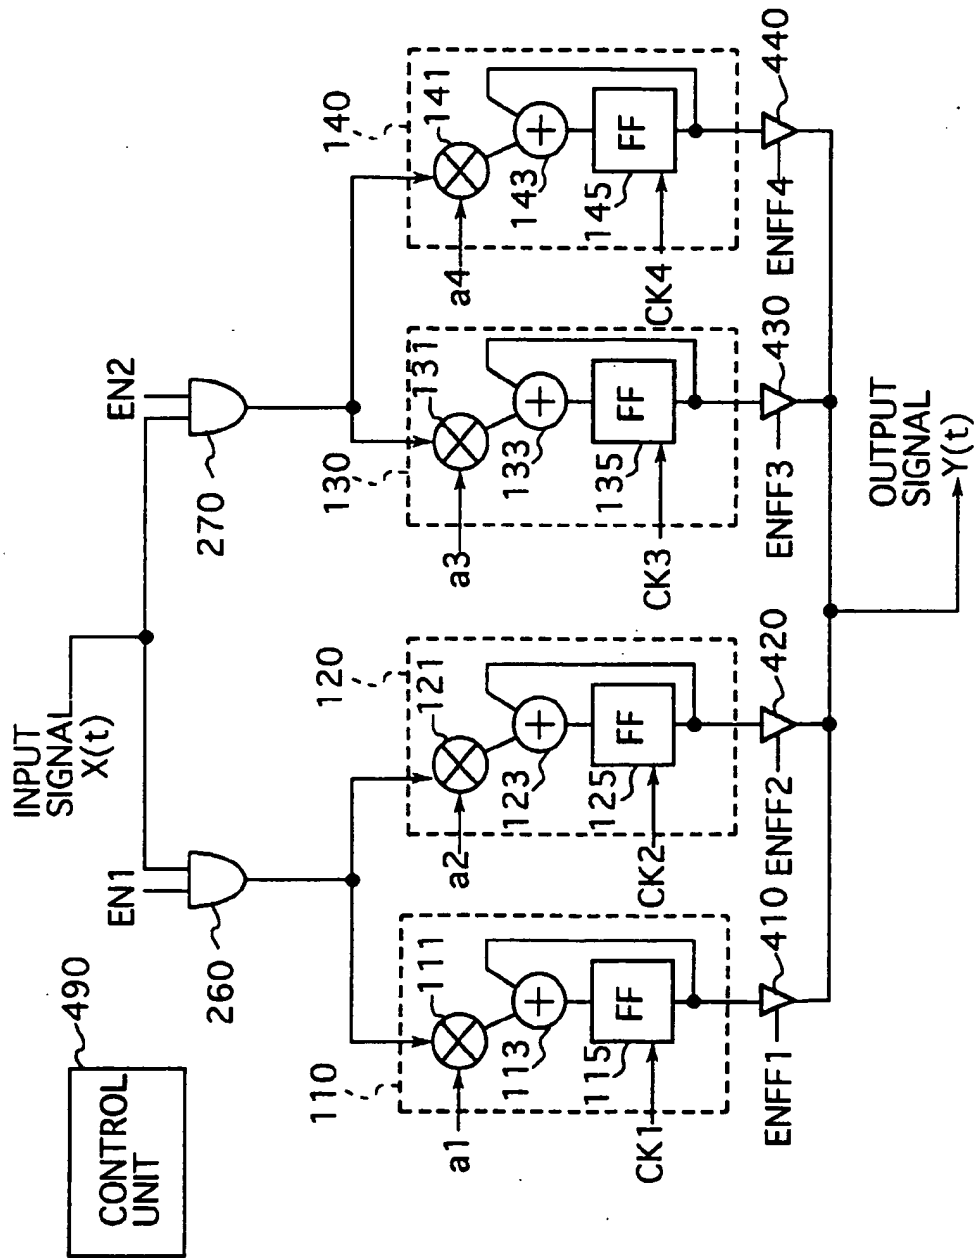 CONTROL
UNIT
490
INPUT
SIGNAL
X(t)
EN1
260
EN2
270
110
111
a1
113
FF
115
CK1
120
121
a2
123
FF
125
CK2
130
131
a3
133
FF
135
CK3
140
141
a4
143
FF
145
CK4
ENFF1
410
ENFF2
420
ENFF3
430
ENFF4
440
OUTPUT
SIGNAL
Y(t)